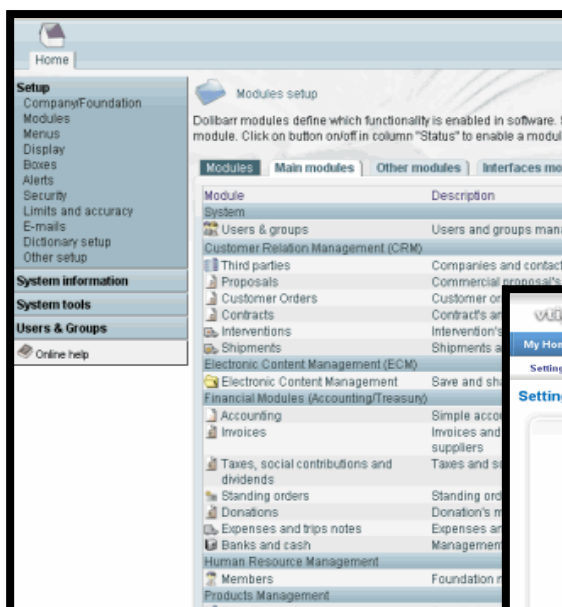 Home
Setup
Company/Foundation
Modules
Menus
Display
Boxes
Alerts
Security
Limits and accuracy
E-mails
Dictionary setup
Other setup
System information
System tools
Users & Groups
Online help
Modules setup
Dolibarr modules define which functionality is enabled in software.
module. Click on button on/off in column "Status" to enable a modul
Modules Main modules Other modules Interfaces mo
Module Description
System
Users & groups Users and groups mana
Customer Relation Management (CRM)
Third parties Companies and contact
Proposals Commercial proposal's
Customer Orders Customer or
Contracts Contract's an
Interventions Intervention's
Shipments Shipments a
Electronic Content Management (ECM)
Electronic Content Management Save and sha
Financial Modules (Accounting/Treasury)
Accounting Simple acco
Invoices Invoices and
suppliers
Taxes, social contributions and Taxes and so
dividends
Standing orders Standing ord
Donations Donation's m
Expenses and trips notes Expenses an
Banks and cash Management
Human Resource Management
Members Foundation m
Products Management
My Hom
Setting
Setting